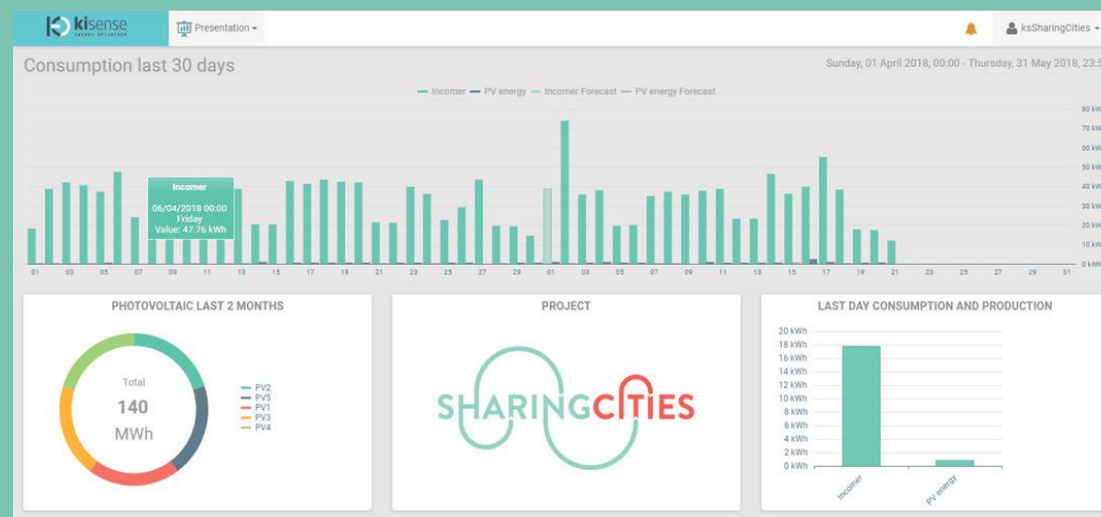 kisense
ENERGY OPTIMIZER
Presentation
ksSharingCities
Consumption last 30 days
Sunday, 01 April 2018, 00:00 - Thursday, 31 May 2018, 23:5
Incomer PV energy Incomer Forecast PV energy Forecast
80 kW
70 kW
60 kW
50 kW
40 kW
30 kW
20 kW
10 kW
0 kW
Incomer
06/04/2018 00:00
Friday
Value: 47.76 kWh
01 03 05 07 09 11 13 15 17 19 21 23 25 27 29 01 03 05 07 09 11 13 15 17 19 21 23 25 27 29 31
PHOTOVOLTAIC LAST 2 MONTHS
Total
140
MWh
PV2
PV5
PV1
PV3
PV4
PROJECT
SHARINGCITIES
LAST DAY CONSUMPTION AND PRODUCTION
20 kWh
18 kWh
16 kWh
14 kWh
12 kWh
10 kWh
8 kWh
6 kWh
4 kWh
2 kWh
0 kWh
Incomer
PV energy